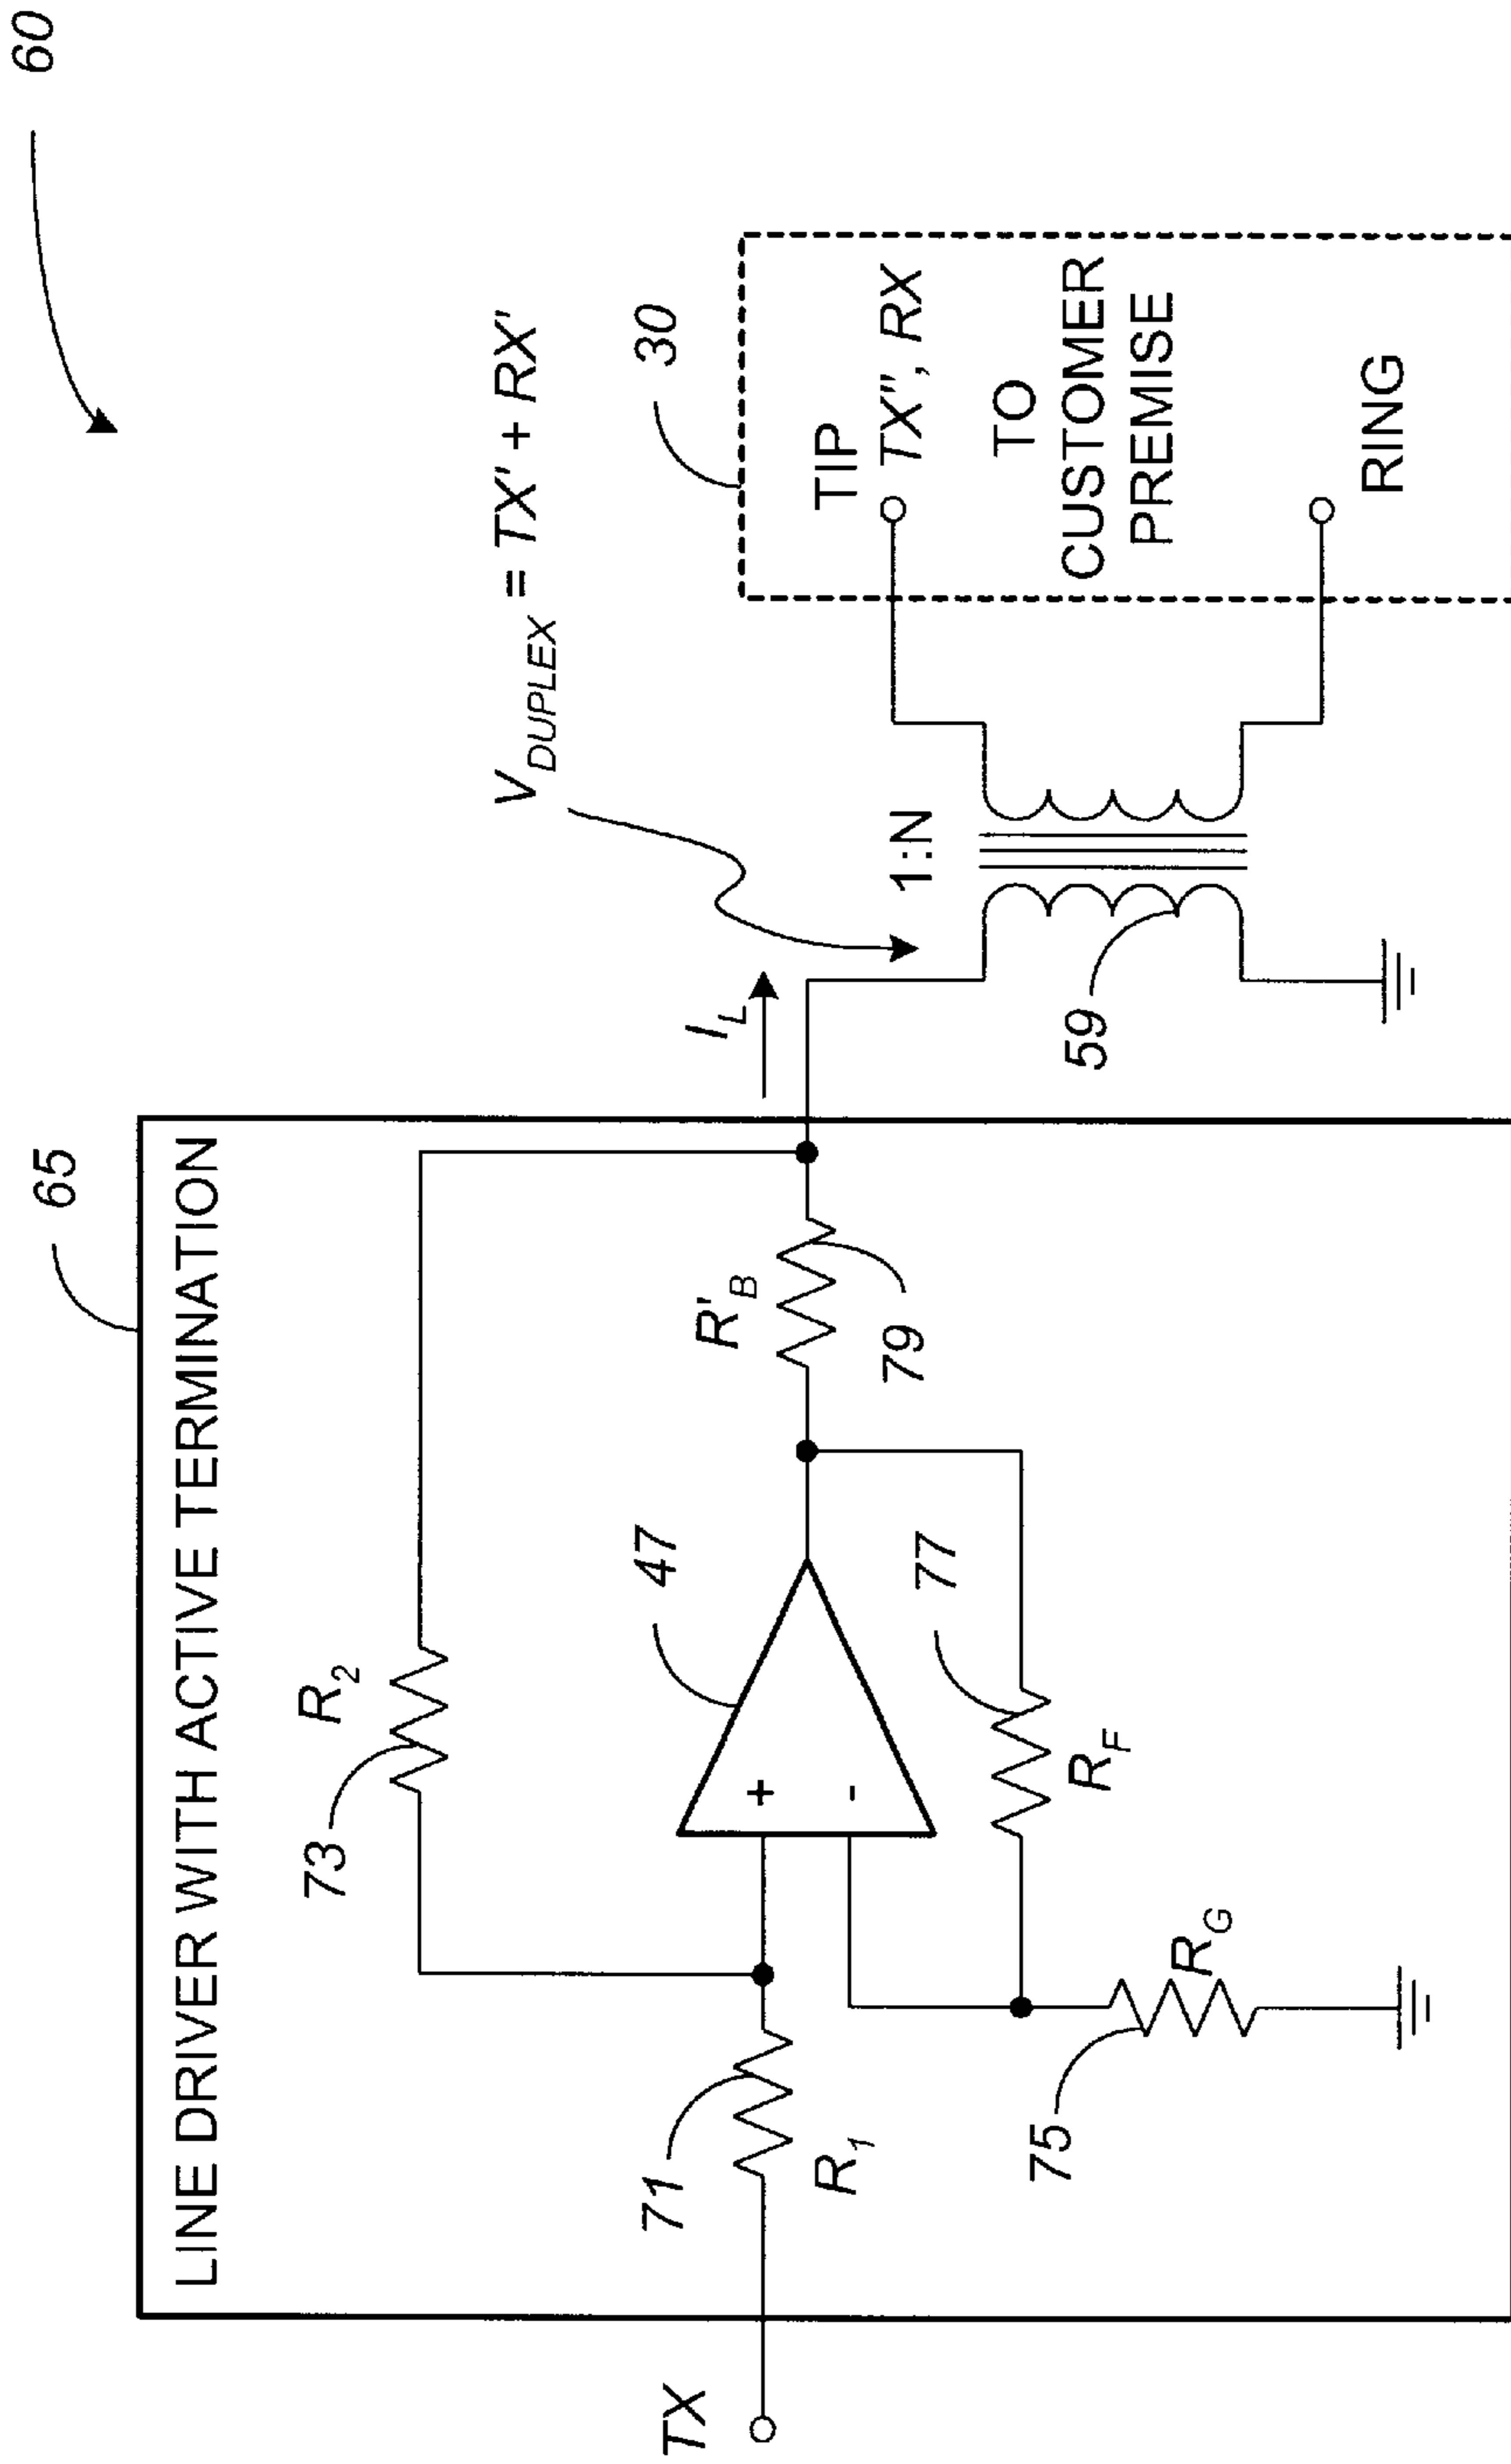 60
65
LINE DRIVER WITH ACTIVE TERMINATION
V_DUPLEX = TX' + RX'
30
R_2
73
I_L
TX
71
R_1
+
-
47
R'_B
79
77
R_F
75
R_G
1:N
59
TIP
TX", RX
TO
CUSTOMER
PREMISE
RING